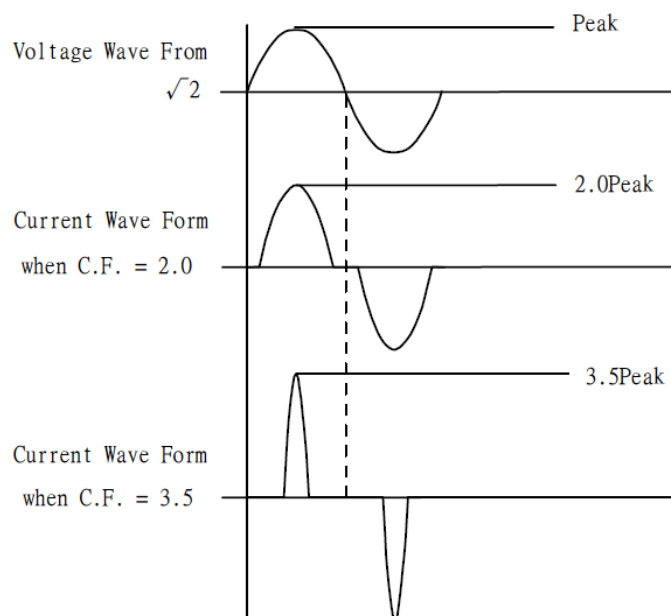 Peak
Voltage Wave From
√2
2.0Peak
Current Wave Form
when C.F. = 2.0
3.5Peak
Current Wave Form
when C.F. = 3.5